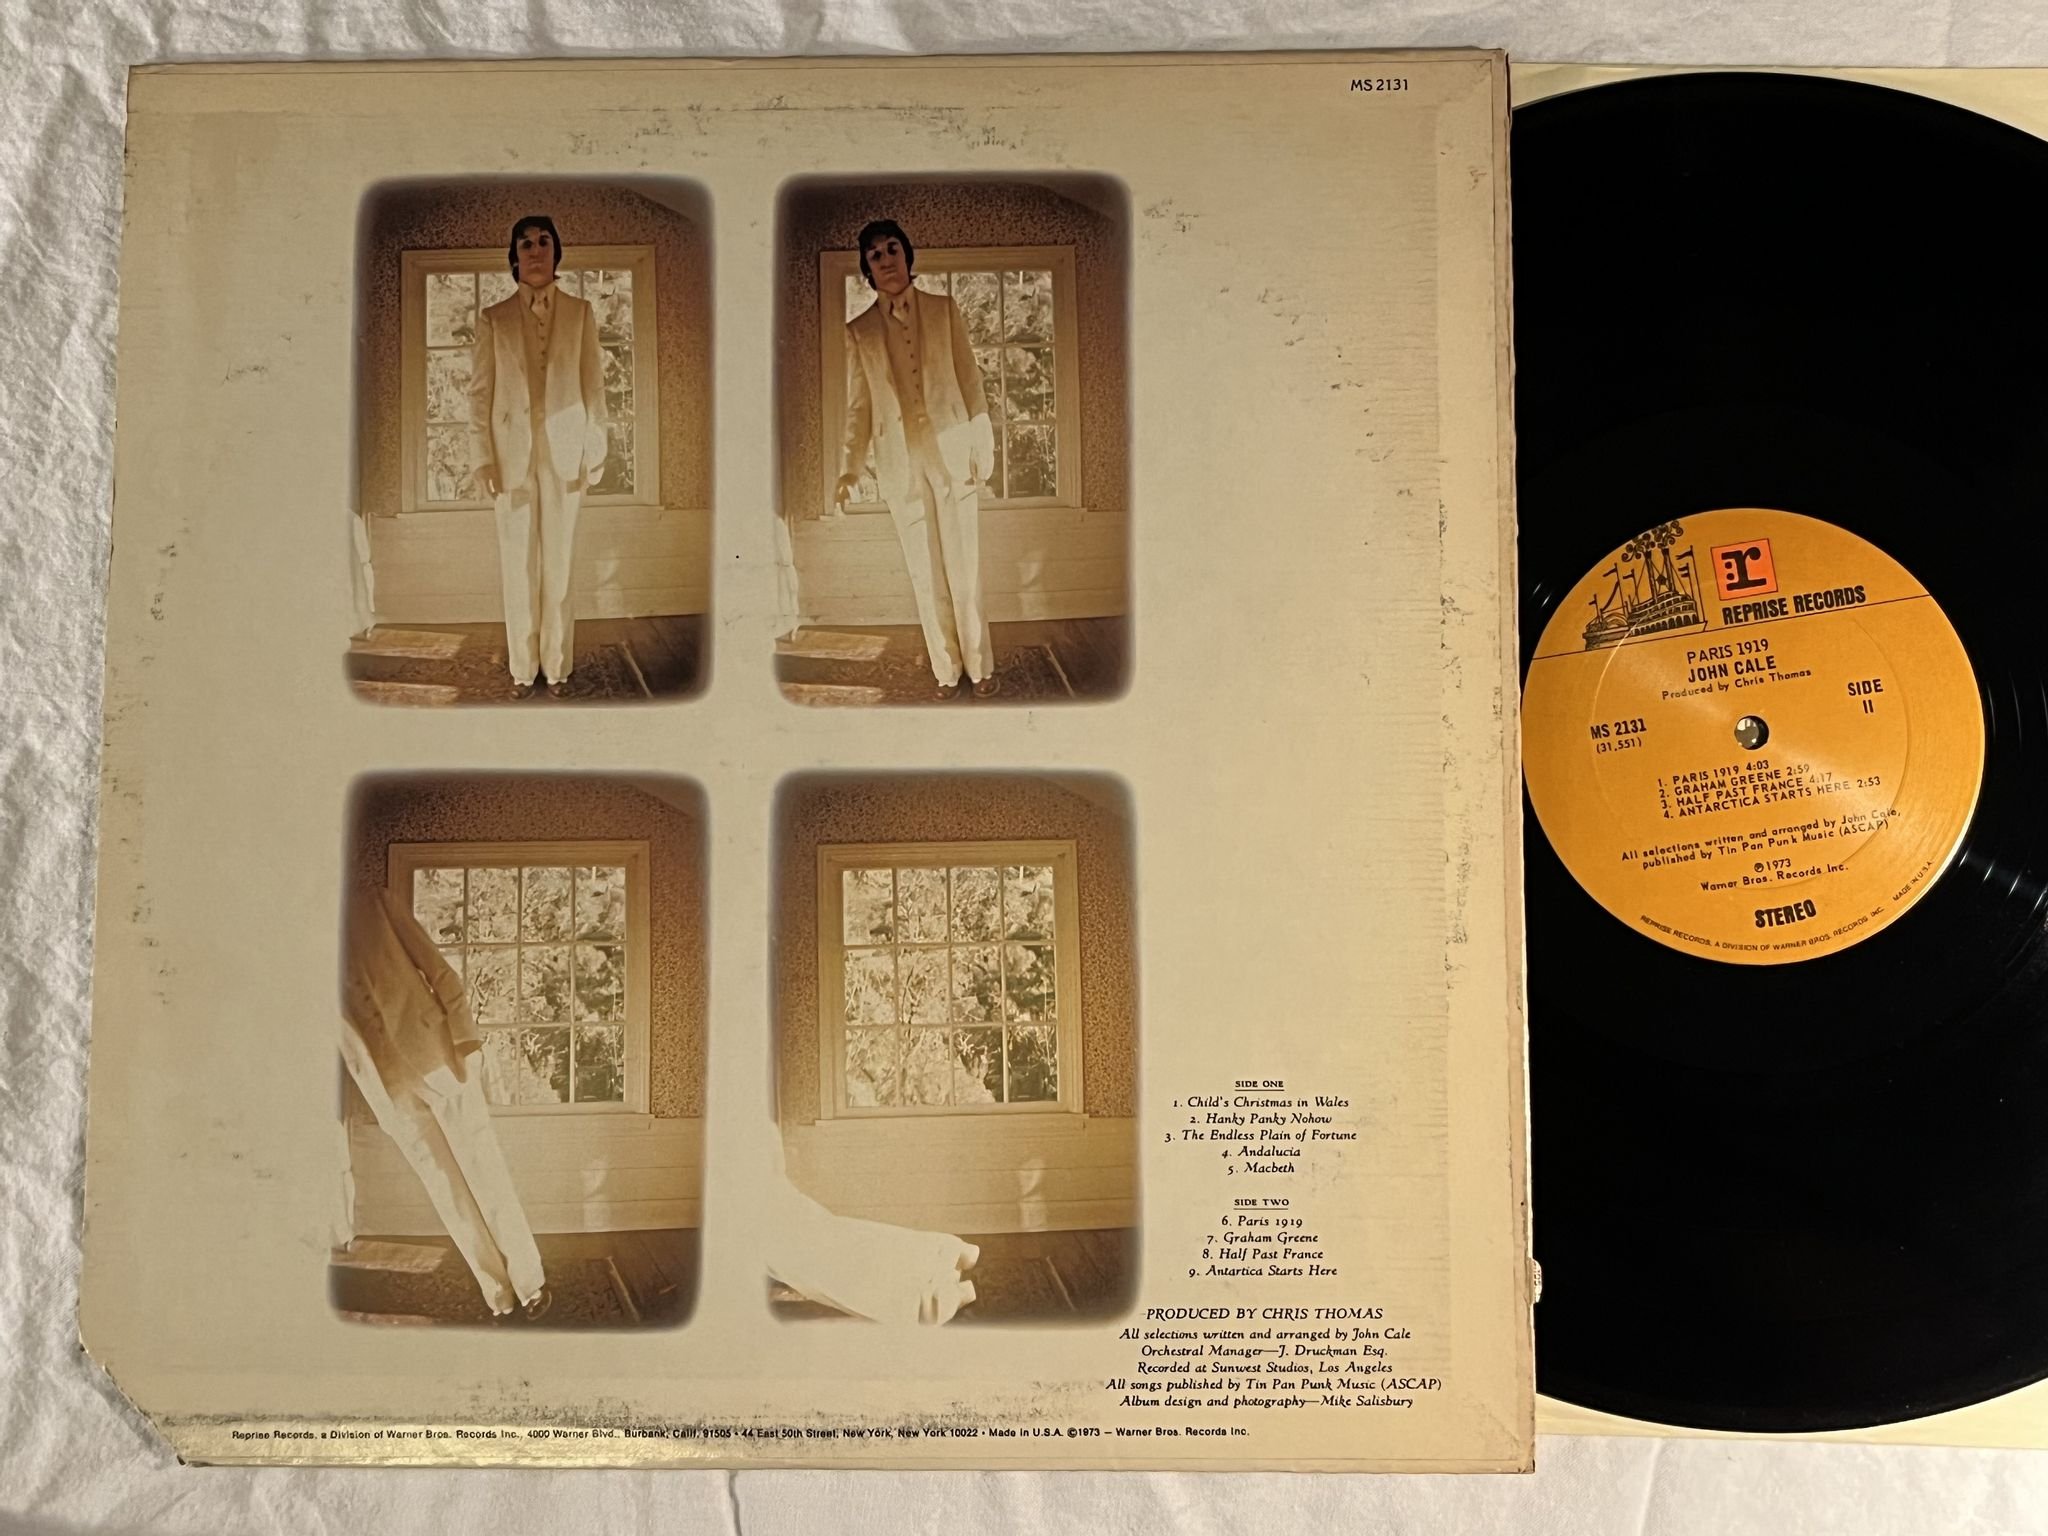 MS 2131
SIDE ONE
1. Child's Christmas in Wales
2. Hanky Panky Nohow
3. The Endless Plain of Fortune
4. Andalucia
5. Macbeth
SIDE TWO
6. Paris 1919
7. Graham Greene
8. Half Past France
9. Antartica Starts Here
PRODUCED BY CHRIS THOMAS
All selections written and arranged by John Cale
Orchestral Manager—J. Druckman Esq.
Recorded at Sunwest Studios, Los Angeles
All songs published by Tin Pan Punk Music (ASCAP)
Album design and photography—Mike Salisbury
Reprise Records, a Division of Warner Bros. Records Inc., 4000 Warner Blvd., Burbank, Calif. 91505 • 44 East 50th Street, New York, New York 10022 • Made in U.S.A. ©1973 – Warner Bros. Records Inc.
r
REPRISE RECORDS
PARIS 1919
JOHN CALE
Produced by Chris Thomas
SIDE
II
MS 2131
(31,551)
1. PARIS 1919 4:03
2. GRAHAM GREENE 2:59
3. HALF PAST FRANCE 4:17
4. ANTARCTICA STARTS HERE 2:53
All selections written and arranged by John Cale,
published by Tin Pan Punk Music (ASCAP)
℗1973
Warner Bros. Records Inc.
STEREO
REPRISE RECORDS, A DIVISION OF WARNER BROS. RECORDS, INC. MADE IN U.S.A.